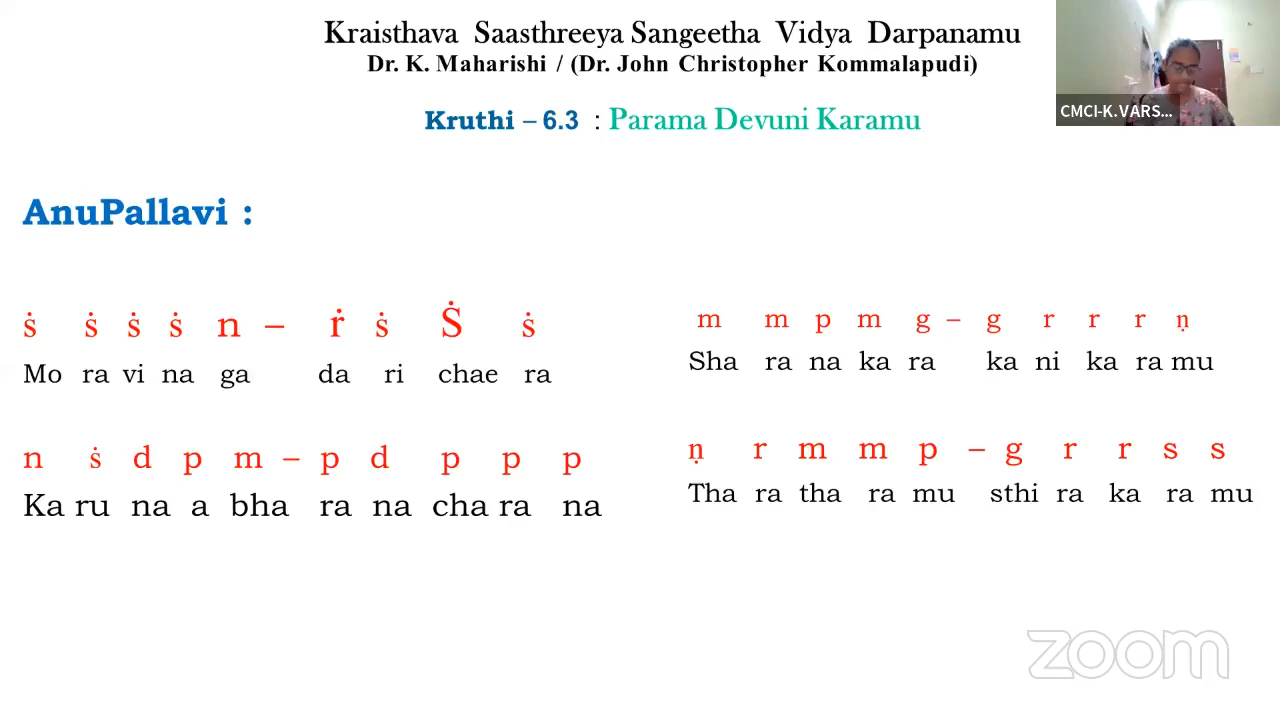 Kraisthava Saasthreeya Sangeetha Vidya Darpanamu
Dr. K. Maharishi / (Dr. John Christopher Kommalapudi)
CMCI-K.VARS...
Kruthi – 6.3 : Parama Devuni Karamu
AnuPallavi :
ṡ ṡ ṡ ṡ n – ṙ ṡ Ṡ ṡ
Mo ra vi na ga da ri chae ra
n ṡ d p m – p d p p p
Ka ru na a bha ra na cha ra na
m m p m g – g r r r ṇ
Sha ra na ka ra ka ni ka ra mu
ṇ r m m p – g r r s s
Tha ra tha ra mu sthi ra ka ra mu
zoom